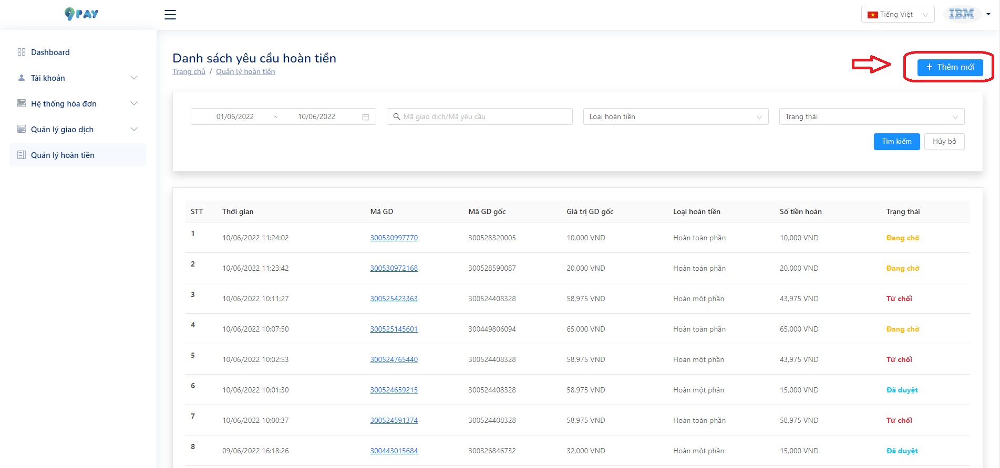 9PAY
Tiếng Việt
IBM
Dashboard
Tài khoản
Hệ thống hóa đơn
Quản lý giao dịch
Quản lý hoàn tiền
Danh sách yêu cầu hoàn tiền
Trang chủ / Quản lý hoàn tiền
+ Thêm mới
01/06/2022 ~ 10/06/2022 Mã giao dịch/Mã yêu cầu Loại hoàn tiền Trạng thái
Tìm kiếm Hủy bỏ
STT Thời gian Mã GD Mã GD gốc Giá trị GD gốc Loại hoàn tiền Số tiền hoàn Trạng thái
1 10/06/2022 11:24:02 300530997770 300528320005 10,000 VND Hoàn toàn phần 10,000 VND Đang chờ
2 10/06/2022 11:23:42 300530972168 300528590087 20,000 VND Hoàn toàn phần 20,000 VND Đang chờ
3 10/06/2022 10:11:27 300525423363 300524408328 58,975 VND Hoàn một phần 43,975 VND Từ chối
4 10/06/2022 10:07:50 300525145601 300449806094 65,000 VND Hoàn toàn phần 65,000 VND Đang chờ
5 10/06/2022 10:02:53 300524765440 300524408328 58,975 VND Hoàn một phần 43,975 VND Từ chối
6 10/06/2022 10:01:30 300524659215 300524408328 58,975 VND Hoàn một phần 15,000 VND Đã duyệt
7 10/06/2022 10:00:37 300524591374 300524408328 58,975 VND Hoàn toàn phần 58,975 VND Từ chối
8 09/06/2022 16:18:26 300443015684 300326846732 32,000 VND Hoàn một phần 15,000 VND Đã duyệt